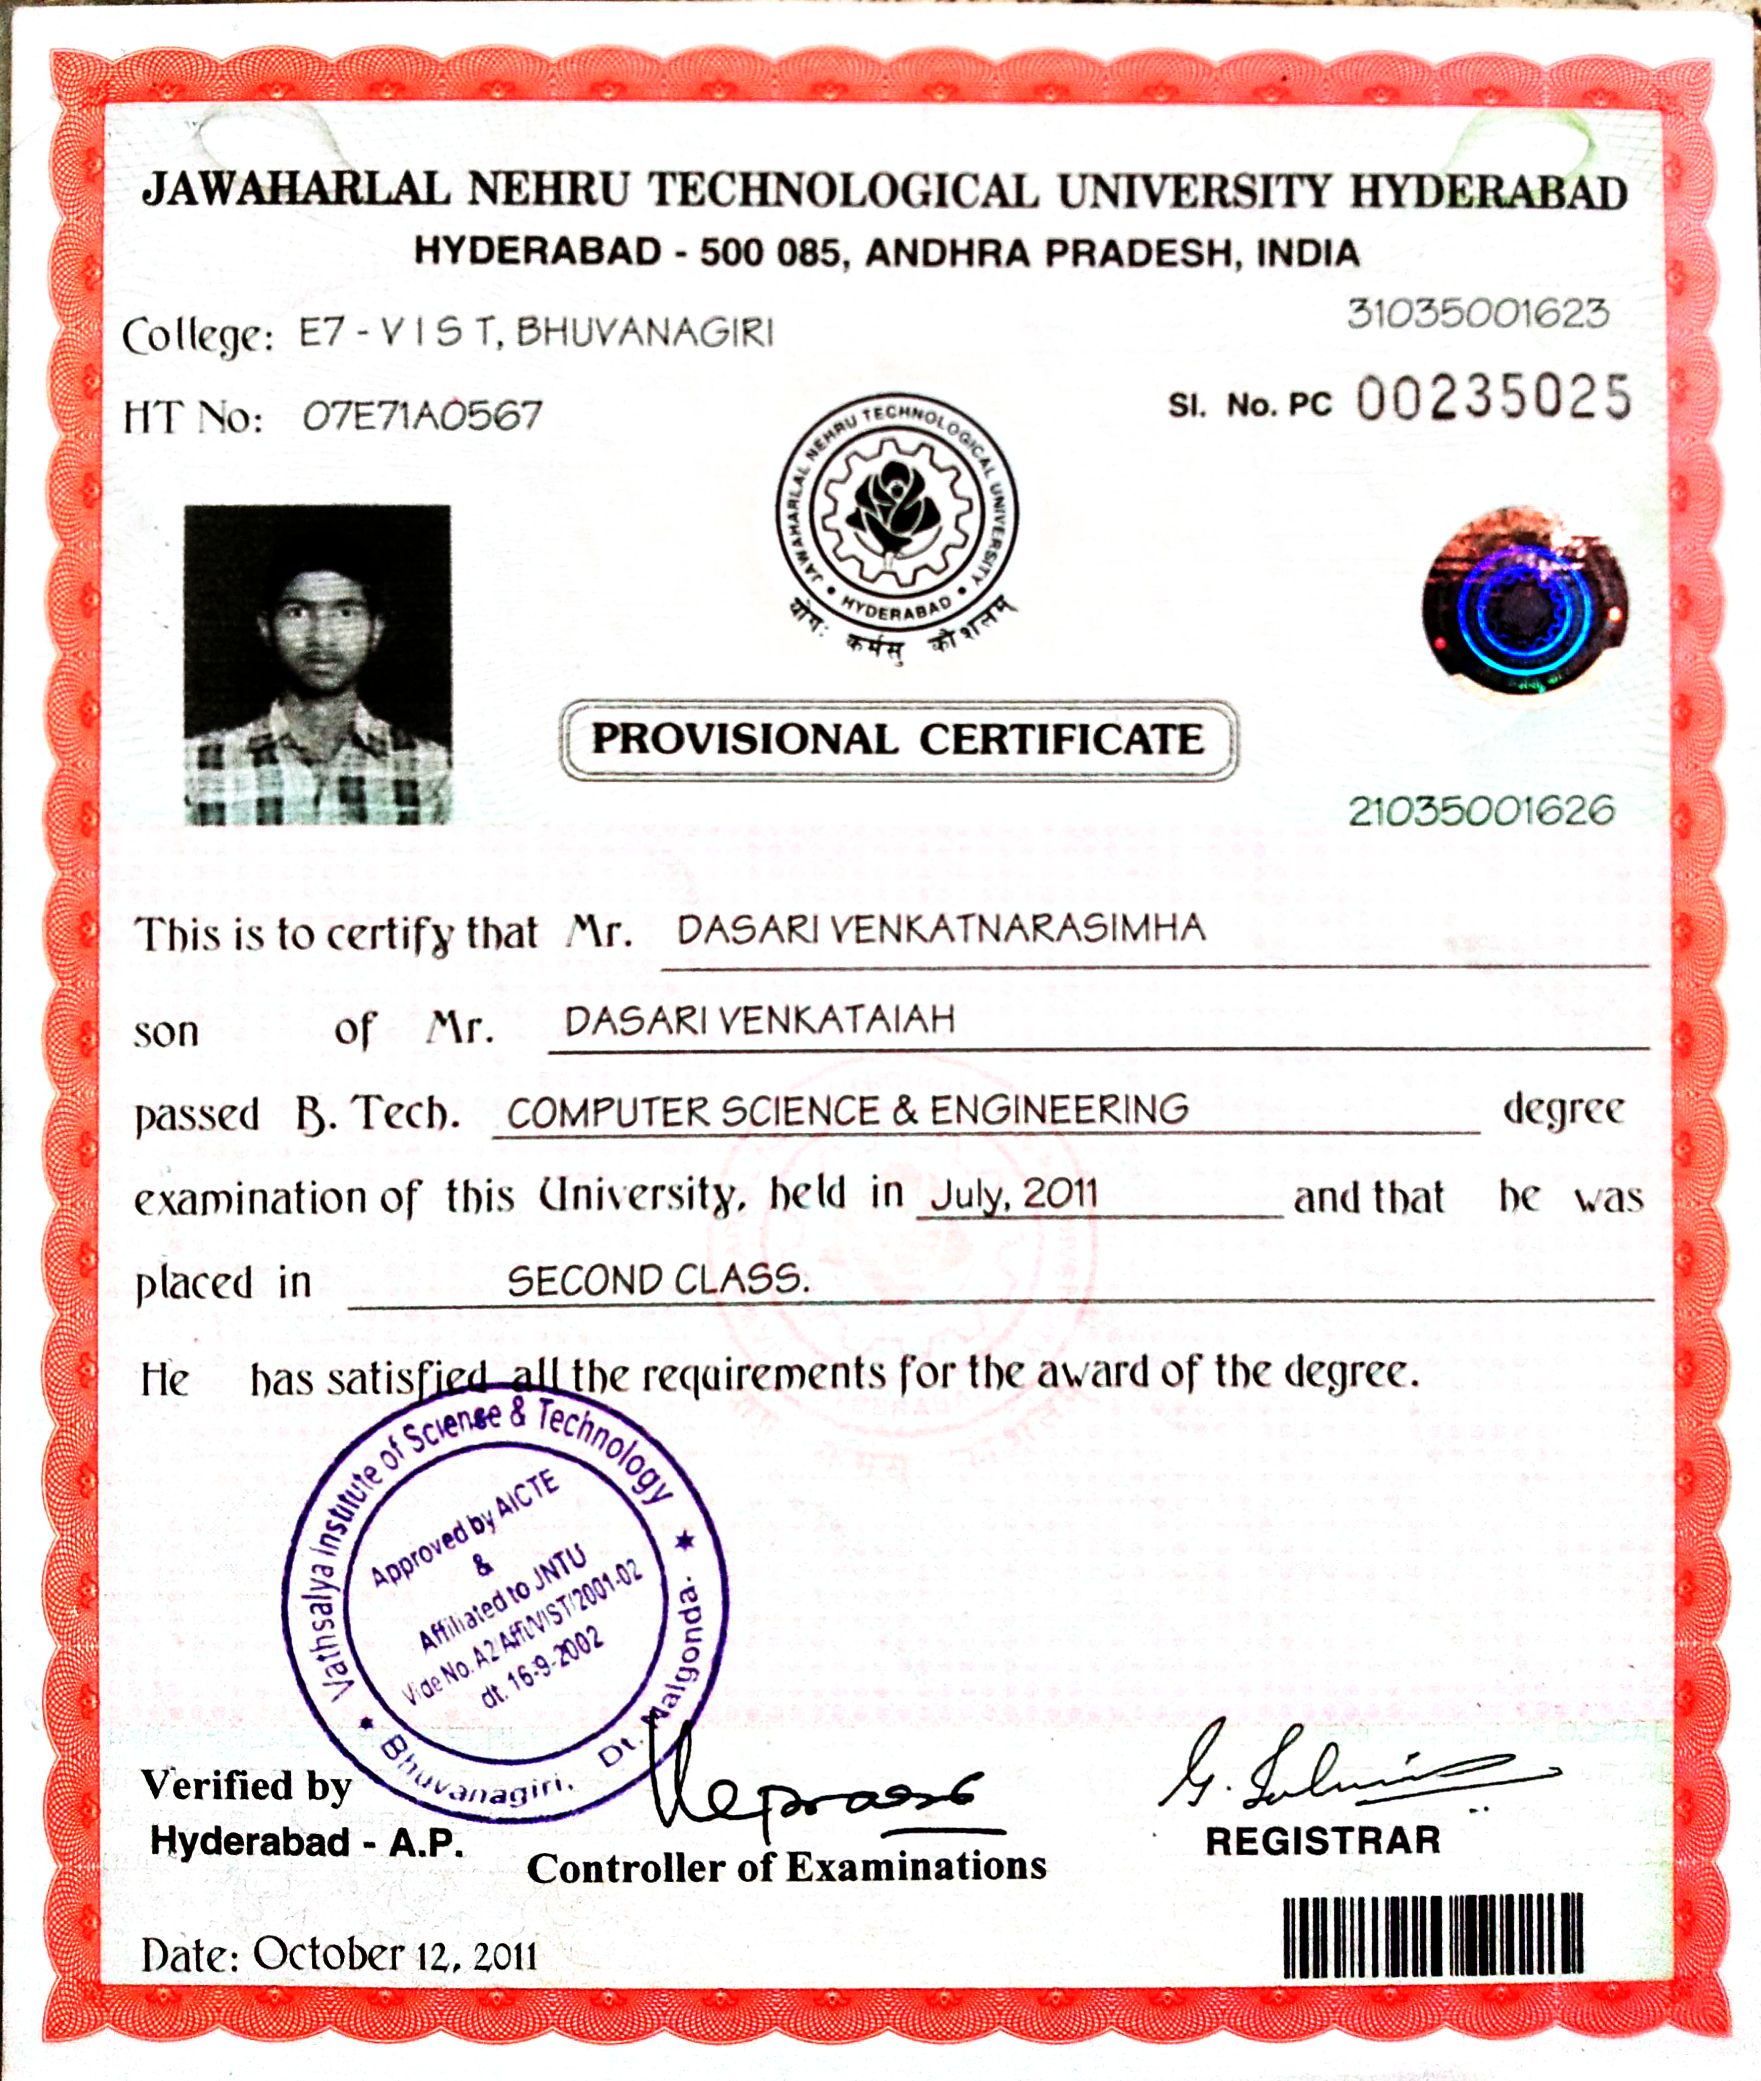 JAWAHARLAL NEHRU TECHNOLOGICAL UNIVERSITY HYDERABAD
HYDERABAD - 500 085, ANDHRA PRADESH, INDIA
31035001623
College: E7 - V I S T, BHUVANAGIRI
HT No: 07E71A0567
Sl. No. PC 00235025
JAWAHARLAL NEHRU TECHNOLOGICAL UNIVERSITY
• HYDERABAD •
योगः कर्मसु कौशलम्
PROVISIONAL CERTIFICATE
21035001626
This is to certify that Mr. DASARI VENKATNARASIMHA
son of Mr. DASARI VENKATAIAH
passed B. Tech. COMPUTER SCIENCE & ENGINEERING degree
examination of this University, held in July, 2011 and that he was
placed in SECOND CLASS.
He has satisfied all the requirements for the award of the degree.
Vathsalya Institute of Science & Technology
Approved by AICTE
&
Affiliated to JNTU
Vide No. A2/Affl/VIST/2001-02
dt. 16-9-2002
Bhuvanagiri, Dt. Nalgonda.
Verified by
Hyderabad - A.P.
Controller of Examinations
REGISTRAR
Date: October 12, 2011